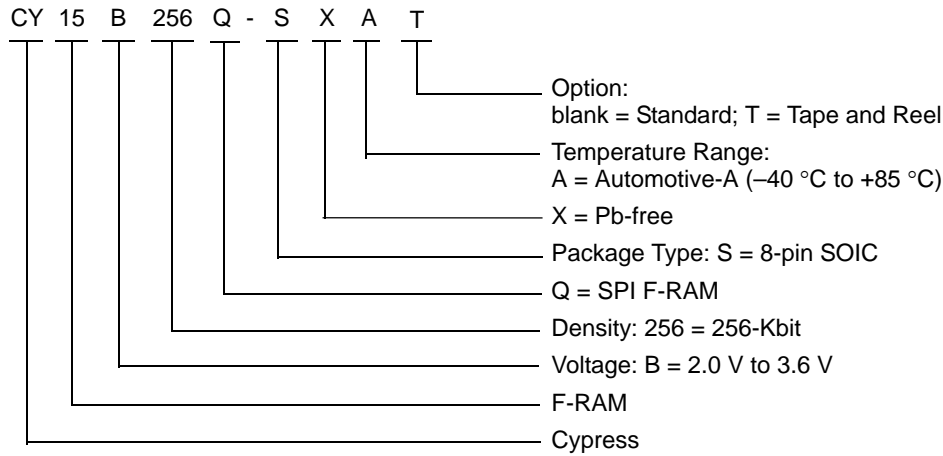 CY 15 B 256 Q - S X A T
Option:
blank = Standard; T = Tape and Reel
Temperature Range:
A = Automotive-A (–40 °C to +85 °C)
X = Pb-free
Package Type: S = 8-pin SOIC
Q = SPI F-RAM
Density: 256 = 256-Kbit
Voltage: B = 2.0 V to 3.6 V
F-RAM
Cypress